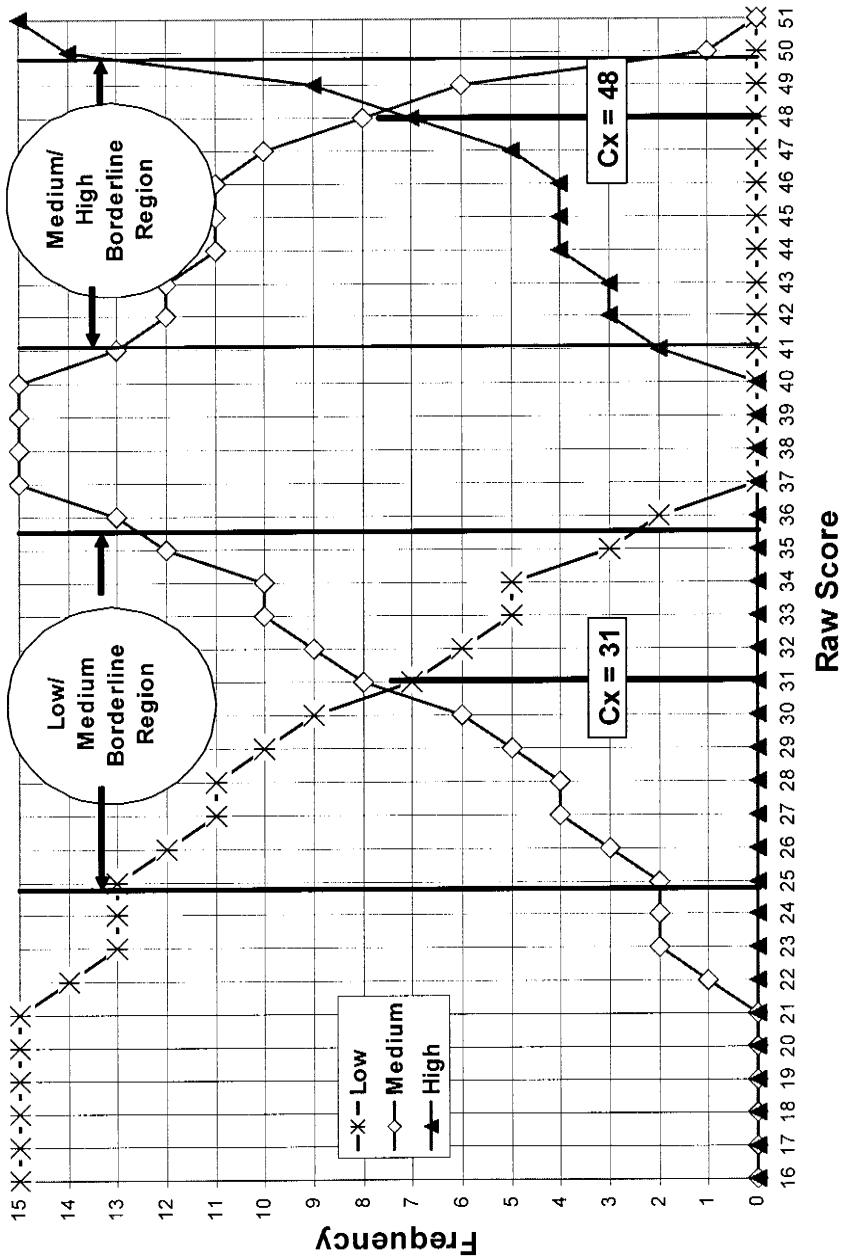 Frequency
15
14
13
12
11
10
9
8
7
6
5
4
3
2
1
0
Low/
Medium
Borderline
Region
Medium/
High
Borderline
Region
Low
Medium
High
Cx = 31
Cx = 48
16 17 18 19 20 21 22 23 24 25 26 27 28 29 30 31 32 33 34 35 36 37 38 39 40 41 42 43 44 45 46 47 48 49 50 51
Raw Score